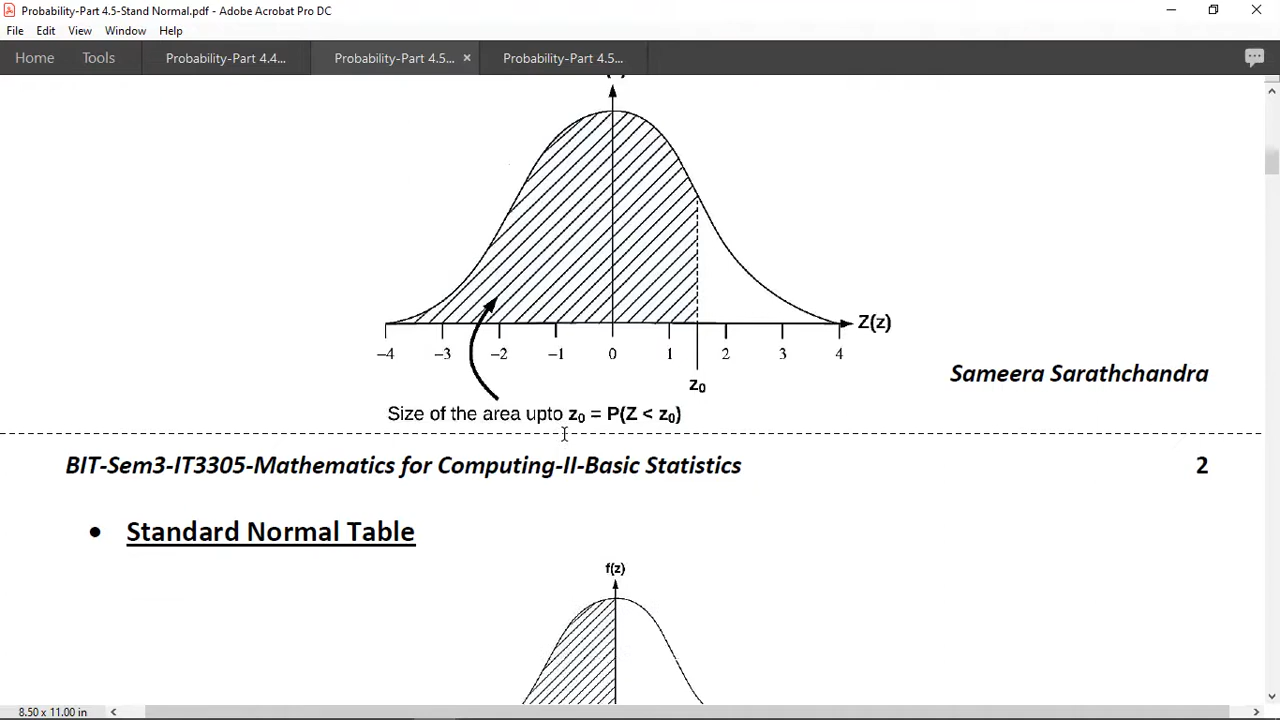 Probability-Part 4.5-Stand Normal.pdf - Adobe Acrobat Pro DC
File Edit View Window Help
Home Tools Probability-Part 4.4... Probability-Part 4.5... × Probability-Part 4.5...
Z(z)
–4 –3 –2 –1 0 1 2 3 4
z0
Sameera Sarathchandra
Size of the area upto z0 = P(Z < z0)
BIT-Sem3-IT3305-Mathematics for Computing-II-Basic Statistics 2
• Standard Normal Table
f(z)
8.50 x 11.00 in